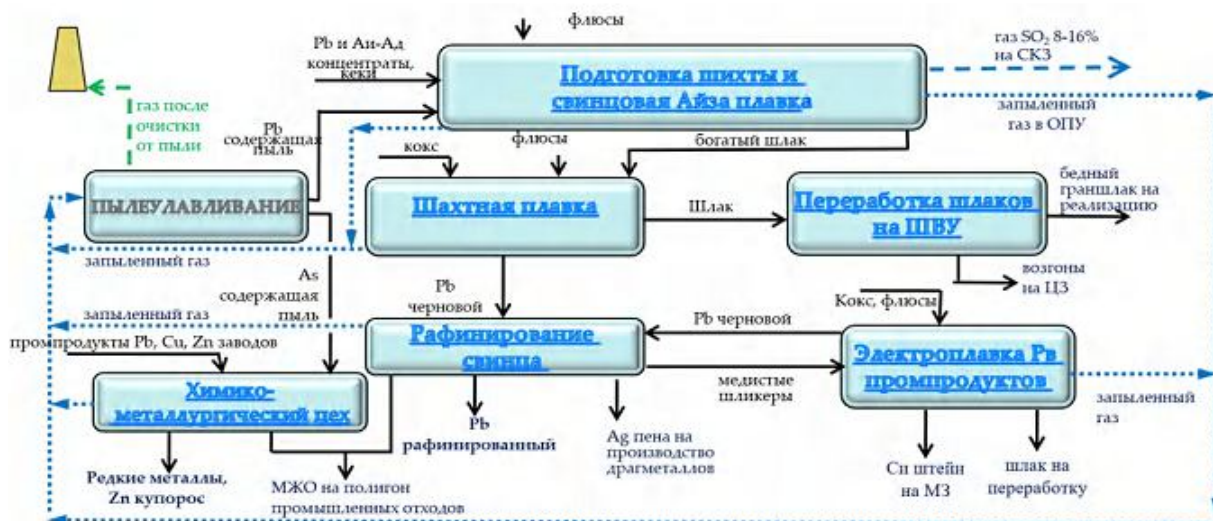 флюсы
Pb и Аи-Ад
концентраты,
кеки
Подготовка шихты и
свинцовая Айза плавка
газ SO₂ 8-16%
на СКЗ
запыленный
газ в ОПУ
газ после
очистки
от пыли
Pb
содержащая
пыль
кокс
флюсы
богатый шлак
ПЫЛЕУЛАВЛИВАНИЕ
Шахтная плавка
Шлак
Переработка шлаков
на ШВУ
бедный
граншлак на
реализацию
запыленный газ
As
содержащая
пыль
Pb
черновой
возгоны
на ЦЗ
Кокс, флюсы
запыленный газ
Pb черновой
промпродукты Pb, Cu, Zn заводов
Рафинирование
свинца
Электроплавка Рв
промпродуктов
медистые
шликеры
запыленный
газ
Химико-
металлургический цех
Pb
рафинированный
Ag пена на
производство
драгметаллов
Редкие металлы,
Zn купорос
МЖО на полигон
промышленных отходов
Си штейн
на МЗ
шлак на
переработку